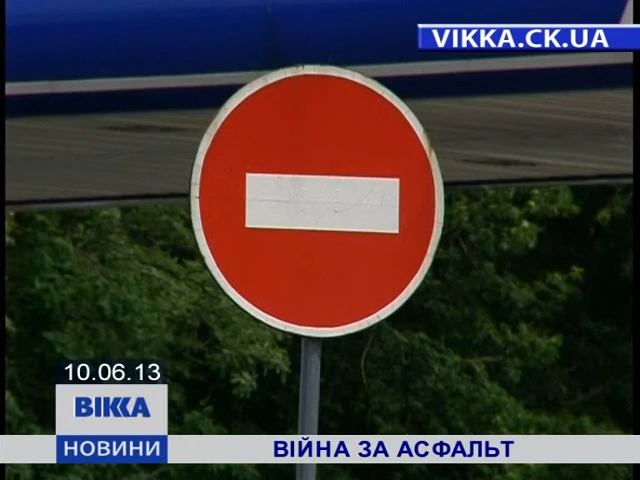 VIKKA.CK.UA
10.06.13
ВІККА
НОВИНИ
ВІЙНА ЗА АСФАЛЬТ